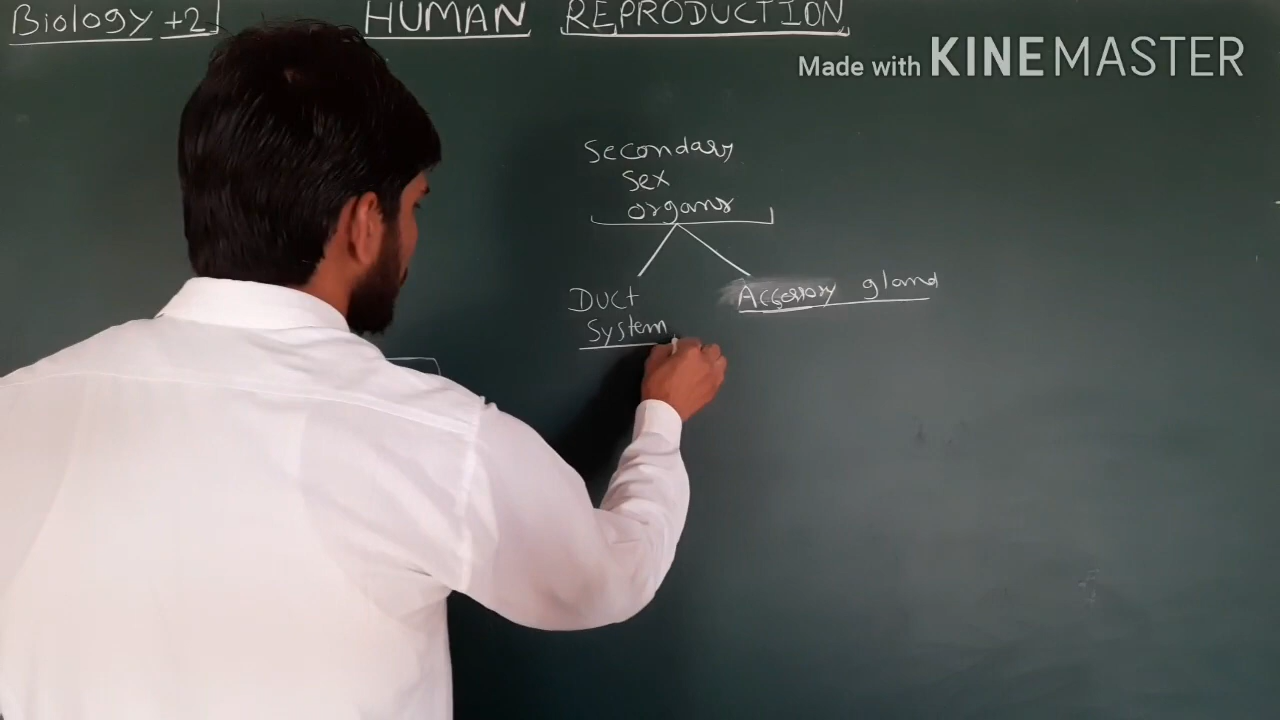 Biology +2
HUMAN REPRODUCTION
Made with KINEMASTER
Secondary
Sex
organs
Duct
System
Accessory gland